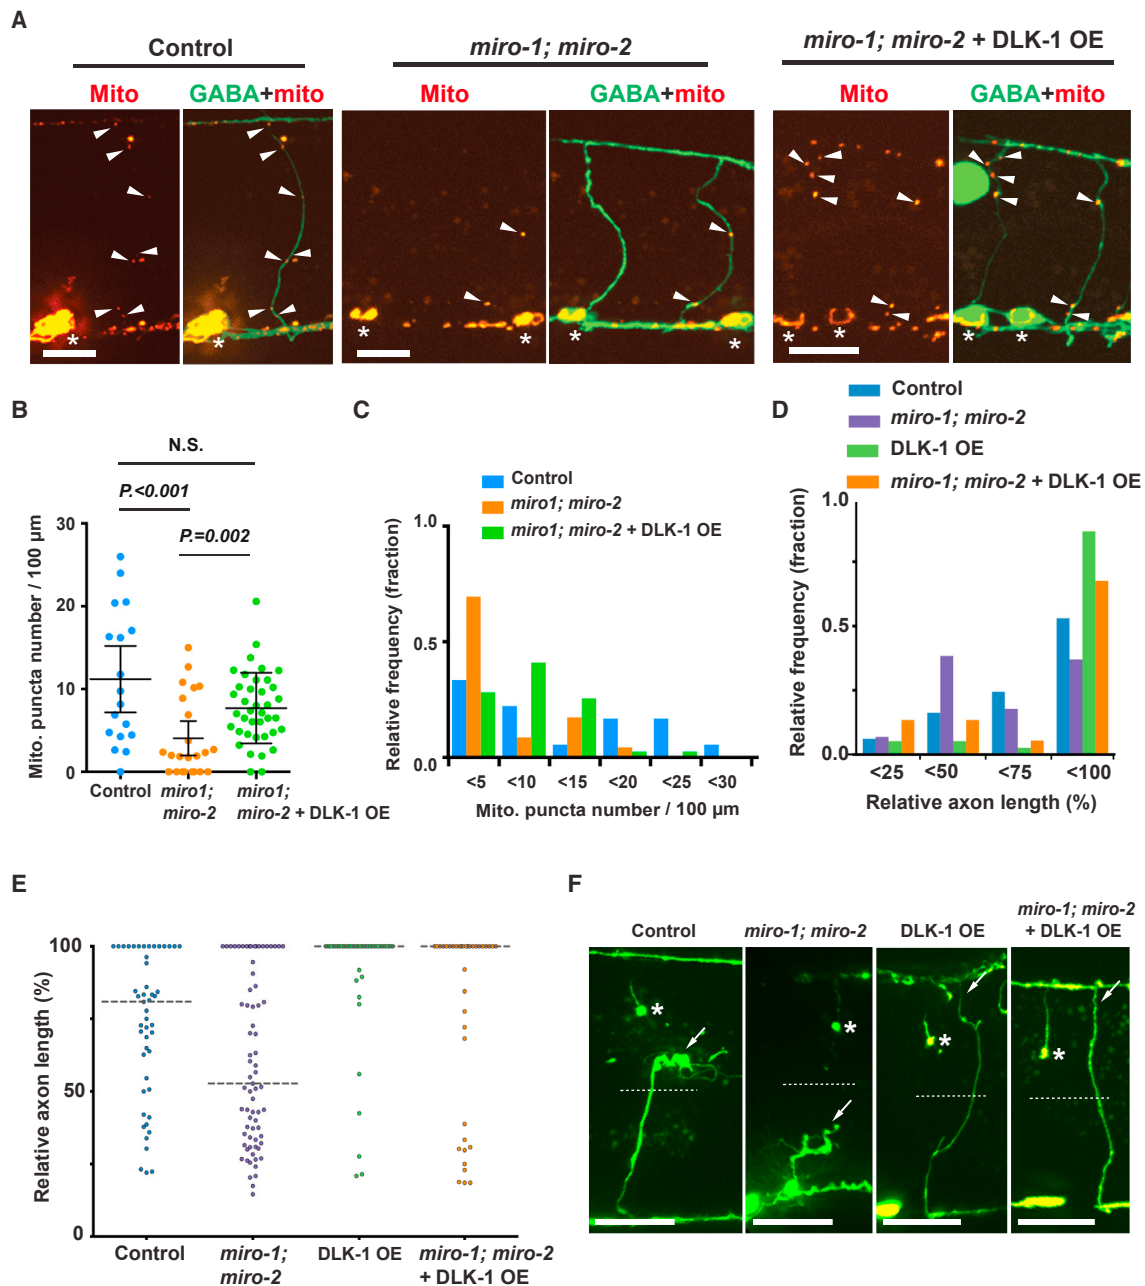 A
Control
miro-1; miro-2
miro-1; miro-2 + DLK-1 OE
Mito
GABA+mito
Mito
GABA+mito
Mito
GABA+mito
*
*
*
*
*
*
*
*
*
*
B
N.S.
P.<0.001
P.=0.002
Mito. puncta number / 100 µm
30
20
10
0
Control
miro1;
miro-2
miro1;
miro-2 + DLK-1 OE
C
Control
miro1; miro-2
miro1; miro-2 + DLK-1 OE
Relative frequency (fraction)
1.0
0.5
0.0
<5
<10
<15
<20
<25
<30
Mito. puncta number / 100 µm
D
Control
miro-1; miro-2
DLK-1 OE
miro-1; miro-2 + DLK-1 OE
Relative frequency (fraction)
1.0
0.5
0.0
<25
<50
<75
<100
Relative axon length (%)
E
Relative axon length (%)
100
50
0
Control
miro-1;
miro-2
DLK-1 OE
miro-1; miro-2
+ DLK-1 OE
F
Control
miro-1; miro-2
DLK-1 OE
miro-1; miro-2
+ DLK-1 OE
*
*
*
*